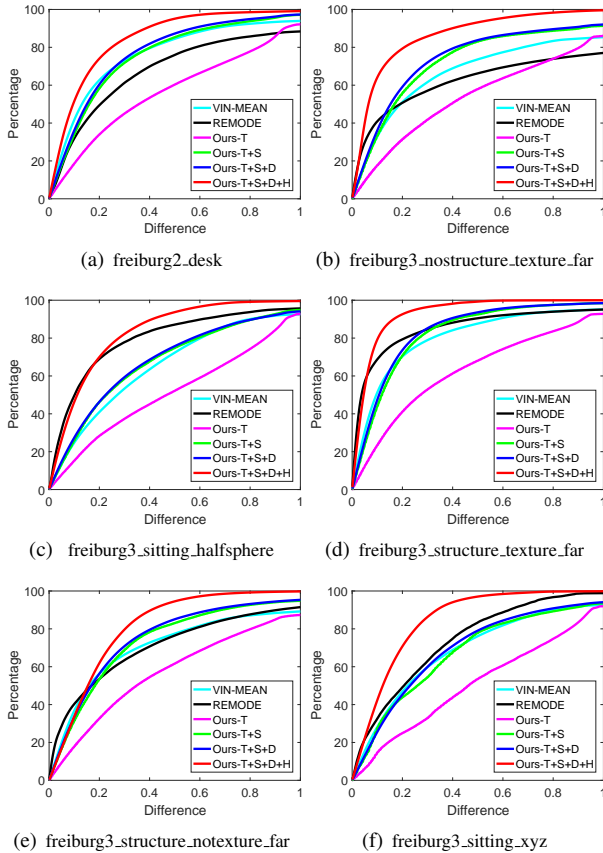 100
80
60
40
20
0
Percentage
VIN-MEAN
REMODE
Ours-T
Ours-T+S
Ours-T+S+D
Ours-T+S+D+H
0 0.2 0.4 0.6 0.8 1
Difference
(a) freiburg2_desk
100
80
60
40
20
0
Percentage
VIN-MEAN
REMODE
Ours-T
Ours-T+S
Ours-T+S+D
Ours-T+S+D+H
0 0.2 0.4 0.6 0.8 1
Difference
(b) freiburg3_nostructure_texture_far
100
80
60
40
20
0
Percentage
VIN-MEAN
REMODE
Ours-T
Ours-T+S
Ours-T+S+D
Ours-T+S+D+H
0 0.2 0.4 0.6 0.8 1
Difference
(c) freiburg3_sitting_halfsphere
100
80
60
40
20
0
Percentage
VIN-MEAN
REMODE
Ours-T
Ours-T+S
Ours-T+S+D
Ours-T+S+D+H
0 0.2 0.4 0.6 0.8 1
Difference
(d) freiburg3_structure_texture_far
100
80
60
40
20
0
Percentage
VIN-MEAN
REMODE
Ours-T
Ours-T+S
Ours-T+S+D
Ours-T+S+D+H
0 0.2 0.4 0.6 0.8 1
Difference
(e) freiburg3_structure_notexture_far
100
80
60
40
20
0
Percentage
VIN-MEAN
REMODE
Ours-T
Ours-T+S
Ours-T+S+D
Ours-T+S+D+H
0 0.2 0.4 0.6 0.8 1
Difference
(f) freiburg3_sitting_xyz